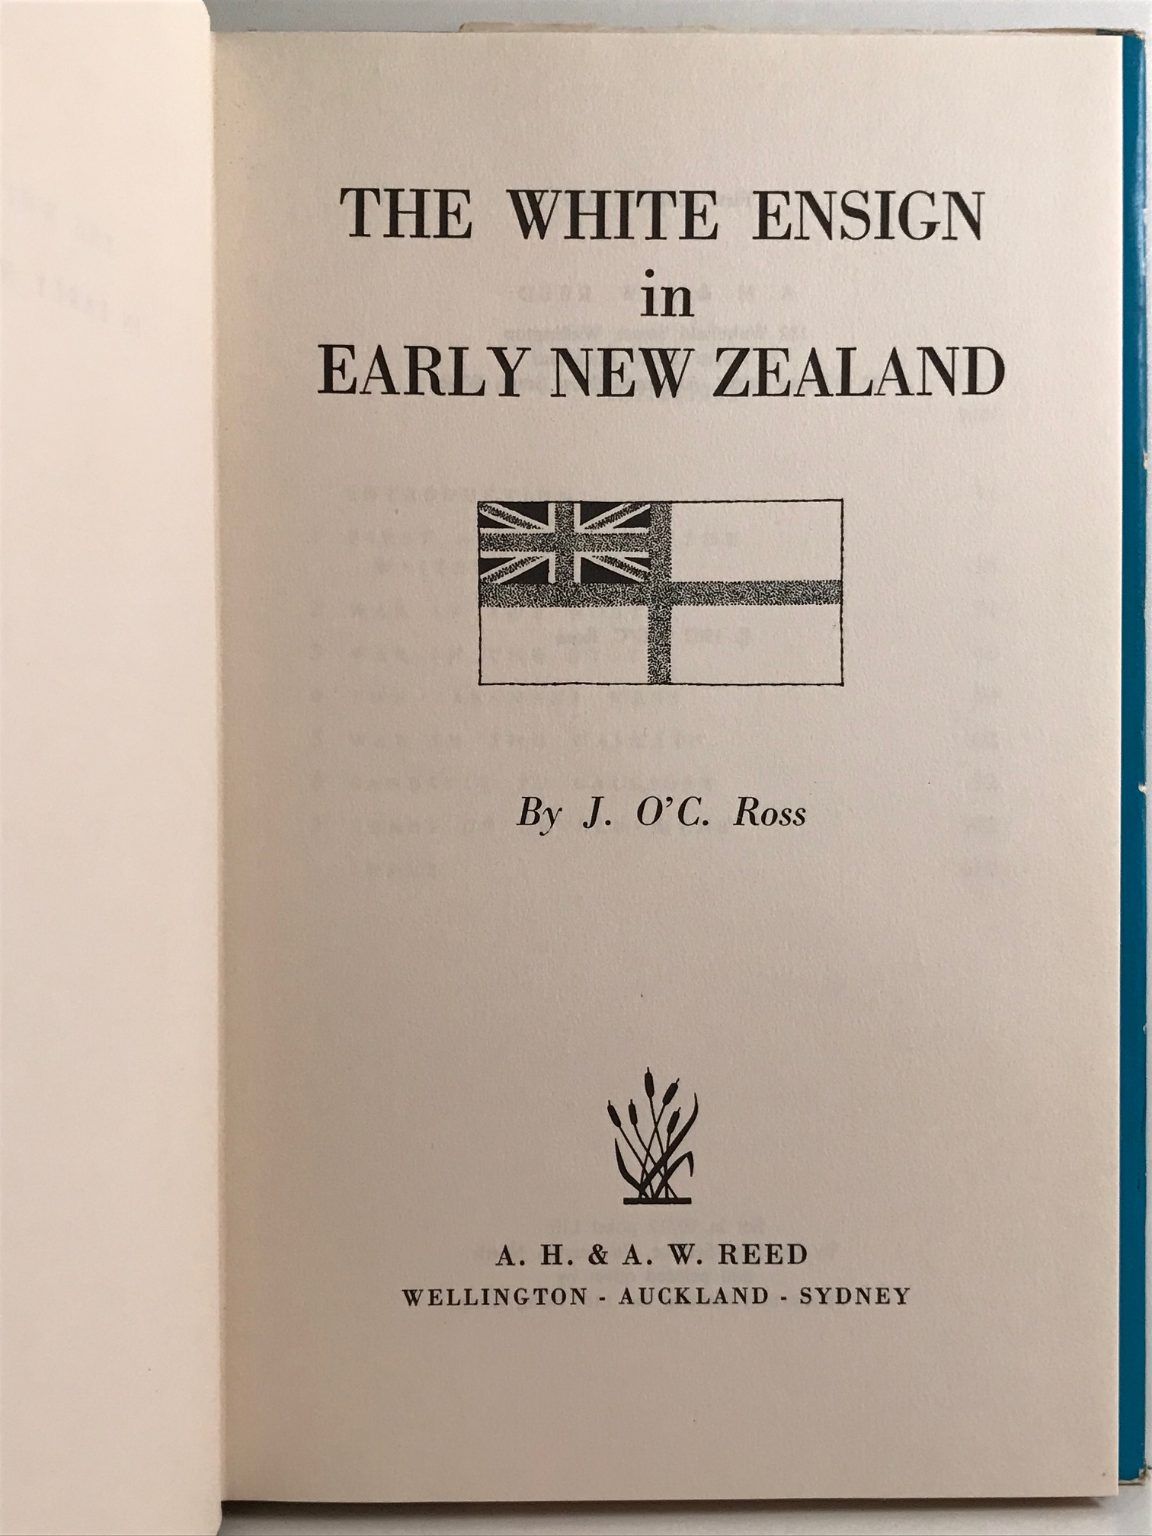 THE WHITE ENSIGN
in
EARLY NEW ZEALAND
By J. O'C. Ross
A. H. & A. W. REED
WELLINGTON - AUCKLAND - SYDNEY